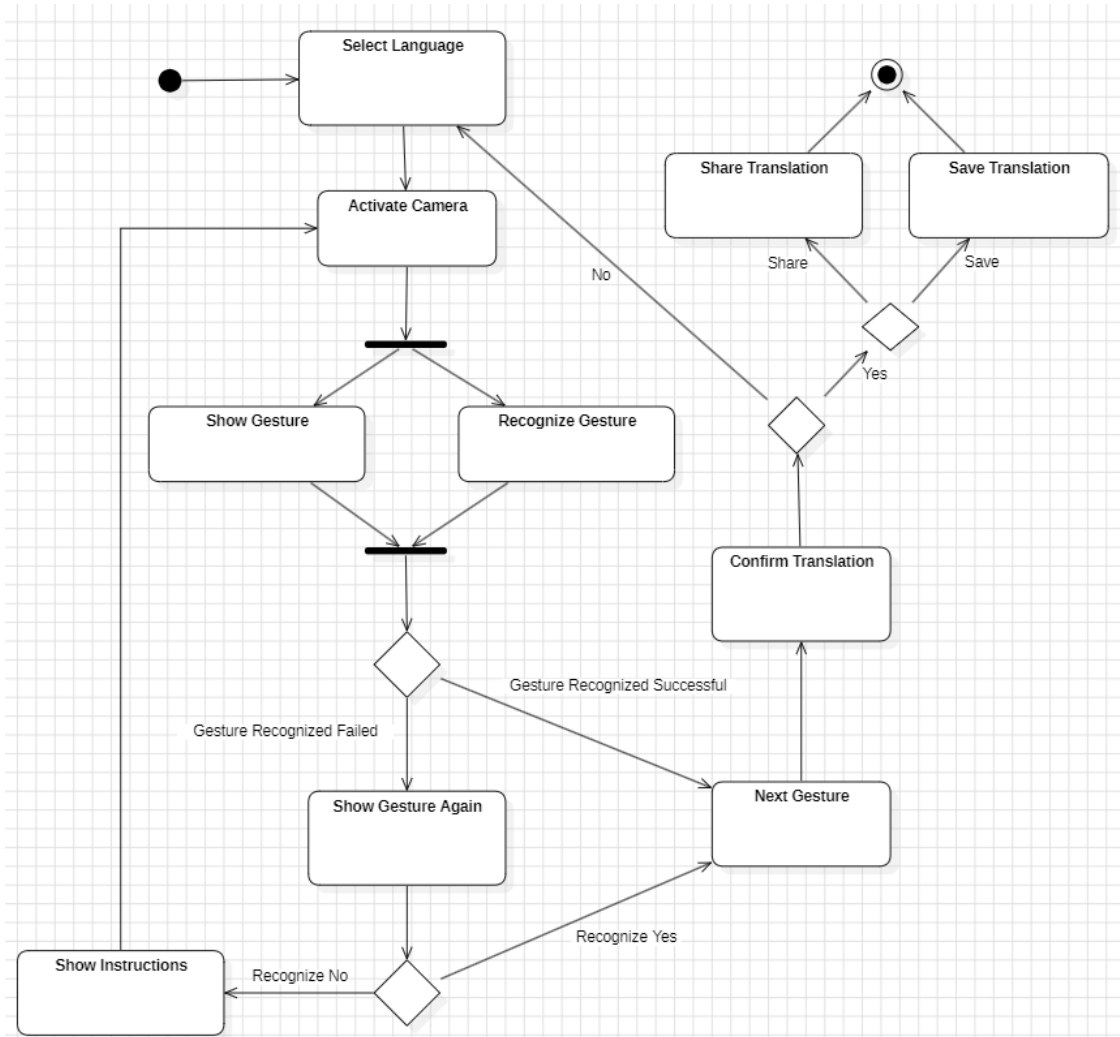 Select Language
Share Translation
Save Translation
Activate Camera
Share
Save
No
Yes
Show Gesture
Recognize Gesture
Confirm Translation
Gesture Recognized Successful
Gesture Recognized Failed
Show Gesture Again
Next Gesture
Recognize Yes
Show Instructions
Recognize No